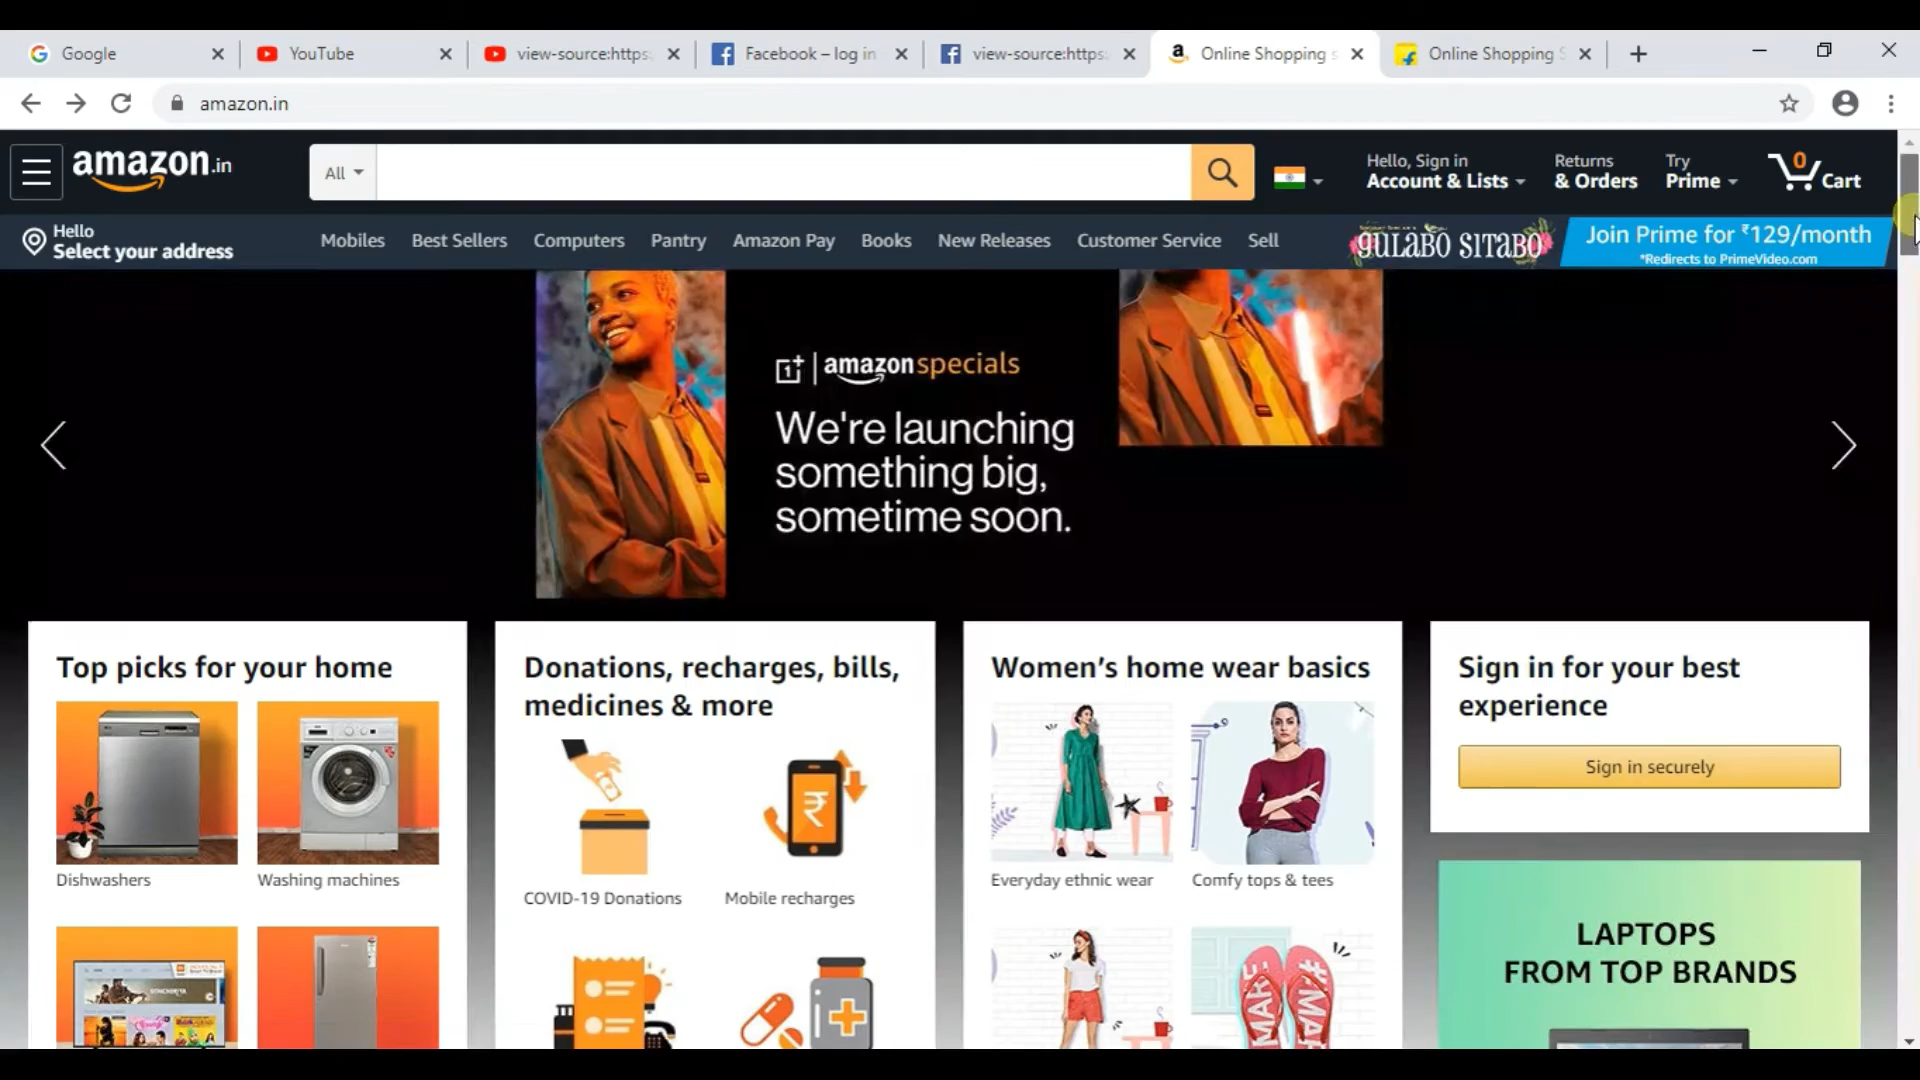 Google
YouTube
view-source:https:
Facebook – log in
view-source:https:
Online Shopping s
Online Shopping S
amazon.in
amazon.in
All
Hello, Sign in
Account & Lists
Returns
& Orders
Try
Prime
0
Cart
Hello
Select your address
Mobiles
Best Sellers
Computers
Pantry
Amazon Pay
Books
New Releases
Customer Service
Sell
GULABO SITABO
Join Prime for ₹129/month
*Redirects to PrimeVideo.com
1+ | amazon specials
We're launching
something big,
sometime soon.
Top picks for your home
Dishwashers
Washing machines
Donations, recharges, bills,
medicines & more
COVID-19 Donations
Mobile recharges
Women's home wear basics
Everyday ethnic wear
Comfy tops & tees
Sign in for your best
experience
Sign in securely
LAPTOPS
FROM TOP BRANDS